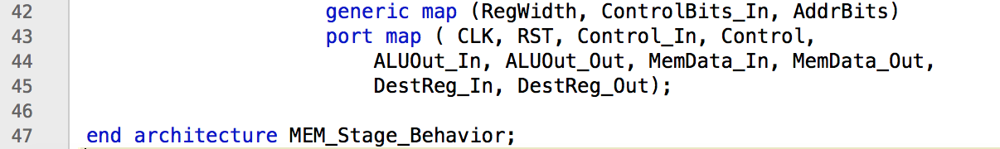 42 generic map (RegWidth, ControlBits_In, AddrBits)
43 port map ( CLK, RST, Control_In, Control,
44 ALUOut_In, ALUOut_Out, MemData_In, MemData_Out,
45 DestReg_In, DestReg_Out);
46
47 end architecture MEM_Stage_Behavior;